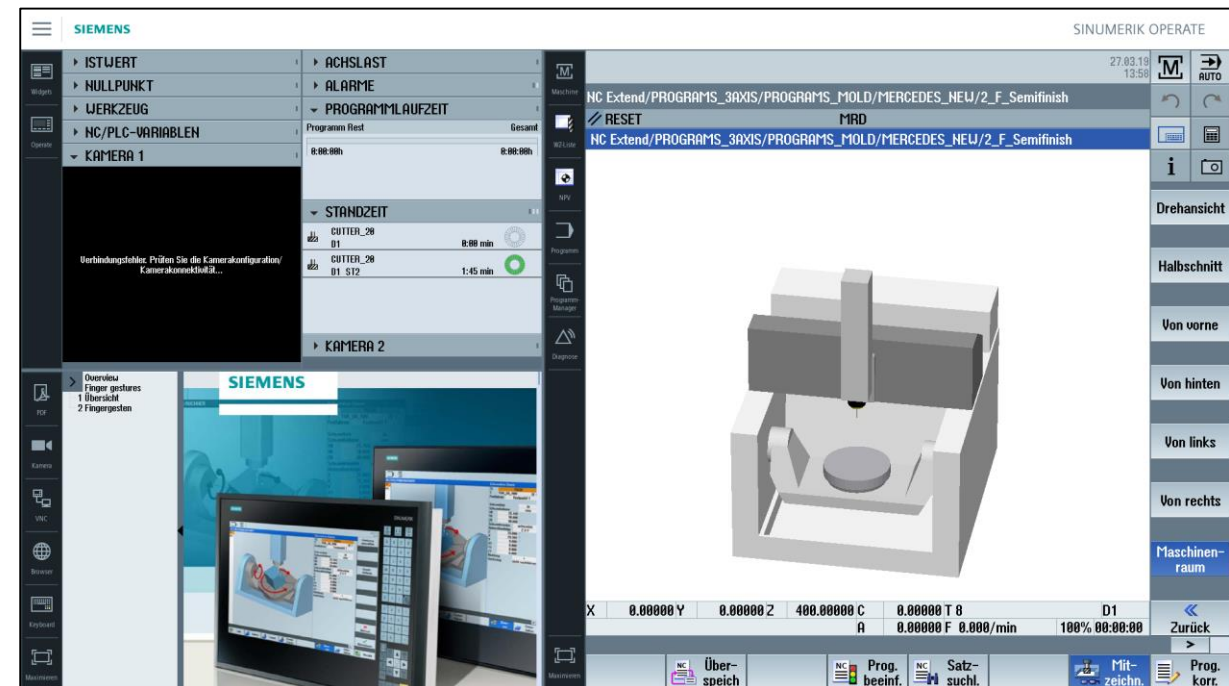 SIEMENS
SINUMERIK OPERATE
Widgets
Operate
ISTWERT
NULLPUNKT
WERKZEUG
NC/PLC-VARIABLEN
KAMERA 1
Verbindungsfehler. Prüfen Sie die Kamerakonfiguration/
Kamerakonnektivität...
ACHSLAST
ALARME
PROGRAMMLAUFZEIT
Programm Rest Gesamt
0:00:00h 0:00:00h
STANDZEIT
CUTTER_20
D1 0:00 min
CUTTER_20
D1 ST2 1:45 min
KAMERA 2
PDF
Kamera
VNC
Browser
Keyboard
Maximieren
Overview
Finger gestures
1 Übersicht
2 Fingergesten
SIEMENS
Maschine
WZ-Liste
NPV
Programm
Programm-
Manager
Diagnose
Maximieren
27.03.19
13:58
NC Extend/PROGRAMS_3AXIS/PROGRAMS_MOLD/MERCEDES_NEW/2_F_Semifinish
RESET MRD
NC Extend/PROGRAMS_3AXIS/PROGRAMS_MOLD/MERCEDES_NEW/2_F_Semifinish
X 0.00000 Y 0.00000 Z 400.00000 C 0.00000 T 8 D1
A 0.00000 F 0.000/min 100% 00:00:00
M
AUTO
i
Drehansicht
Halbschnitt
Von vorne
Von hinten
Von links
Von rechts
Maschinen-
raum
Zurück
NC Über-
speich
NC Prog.
beeinf.
NC Satz-
suchl.
Mit-
zeichn.
Prog.
korr.